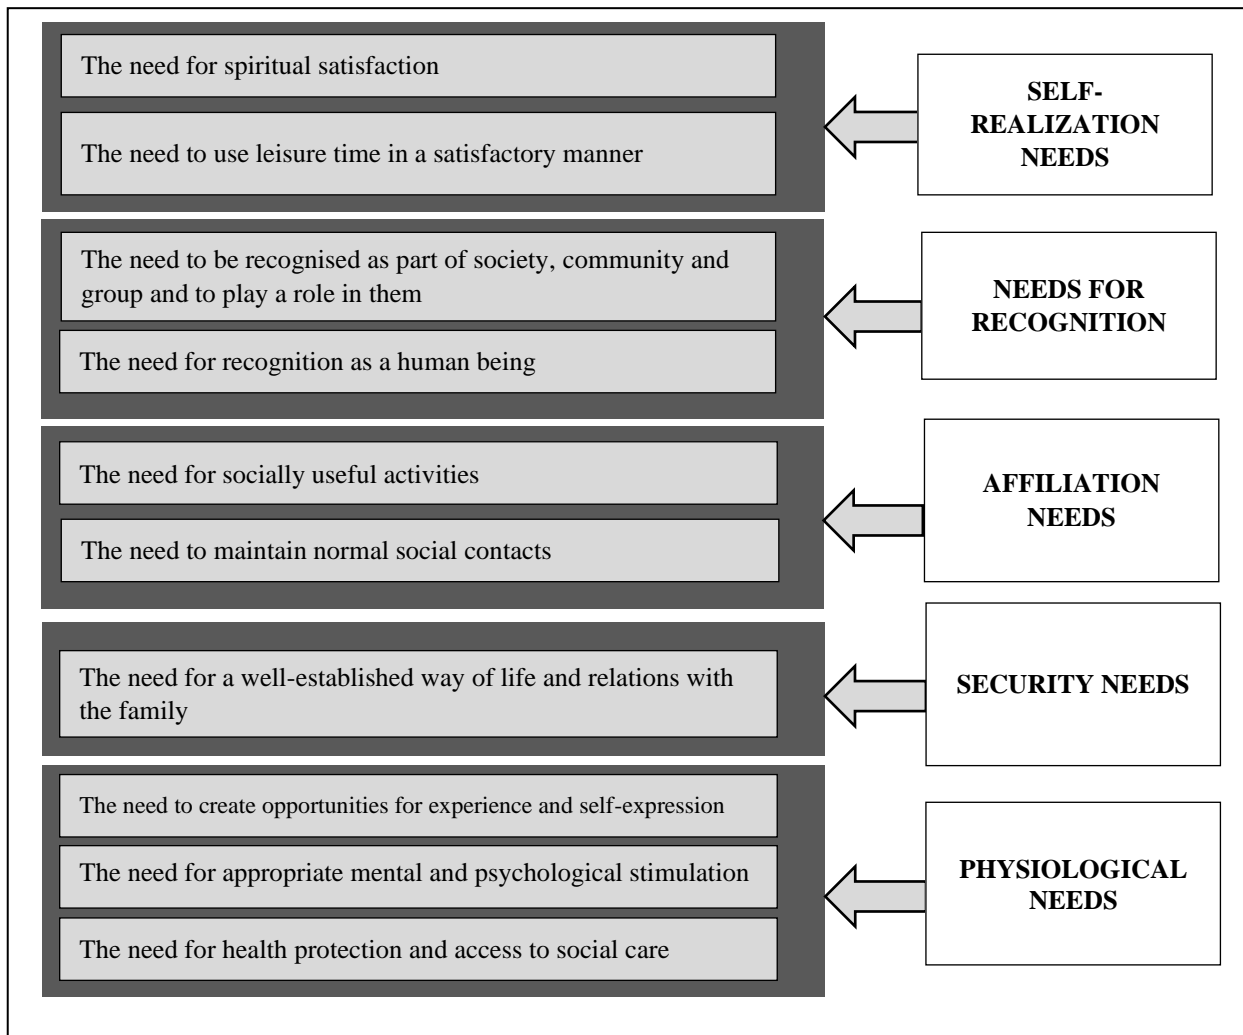 The need for spiritual satisfaction
The need to use leisure time in a satisfactory manner
SELF-
REALIZATION
NEEDS
The need to be recognised as part of society, community and
group and to play a role in them
The need for recognition as a human being
NEEDS FOR
RECOGNITION
The need for socially useful activities
The need to maintain normal social contacts
AFFILIATION
NEEDS
The need for a well-established way of life and relations with
the family
SECURITY NEEDS
The need to create opportunities for experience and self-expression
The need for appropriate mental and psychological stimulation
The need for health protection and access to social care
PHYSIOLOGICAL
NEEDS